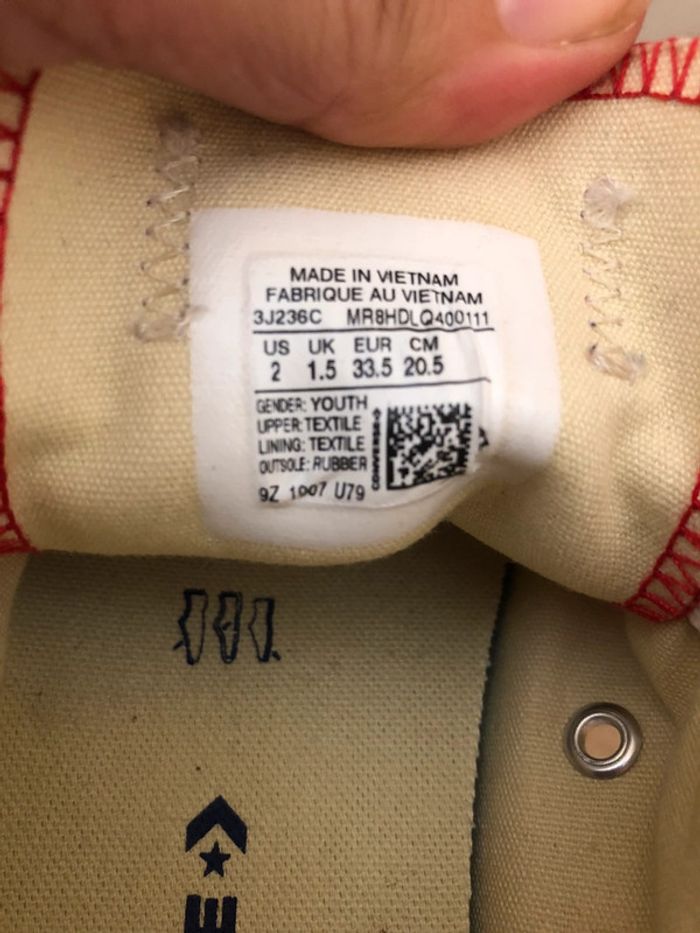 MADE IN VIETNAM
FABRIQUE AU VIETNAM
3J236C MR8HDLQ400111
US UK EUR CM
2 1.5 33.5 20.5
GENDER: YOUTH
UPPER: TEXTILE
LINING: TEXTILE
OUTSOLE: RUBBER
CONVERSE
9Z 1007 U79